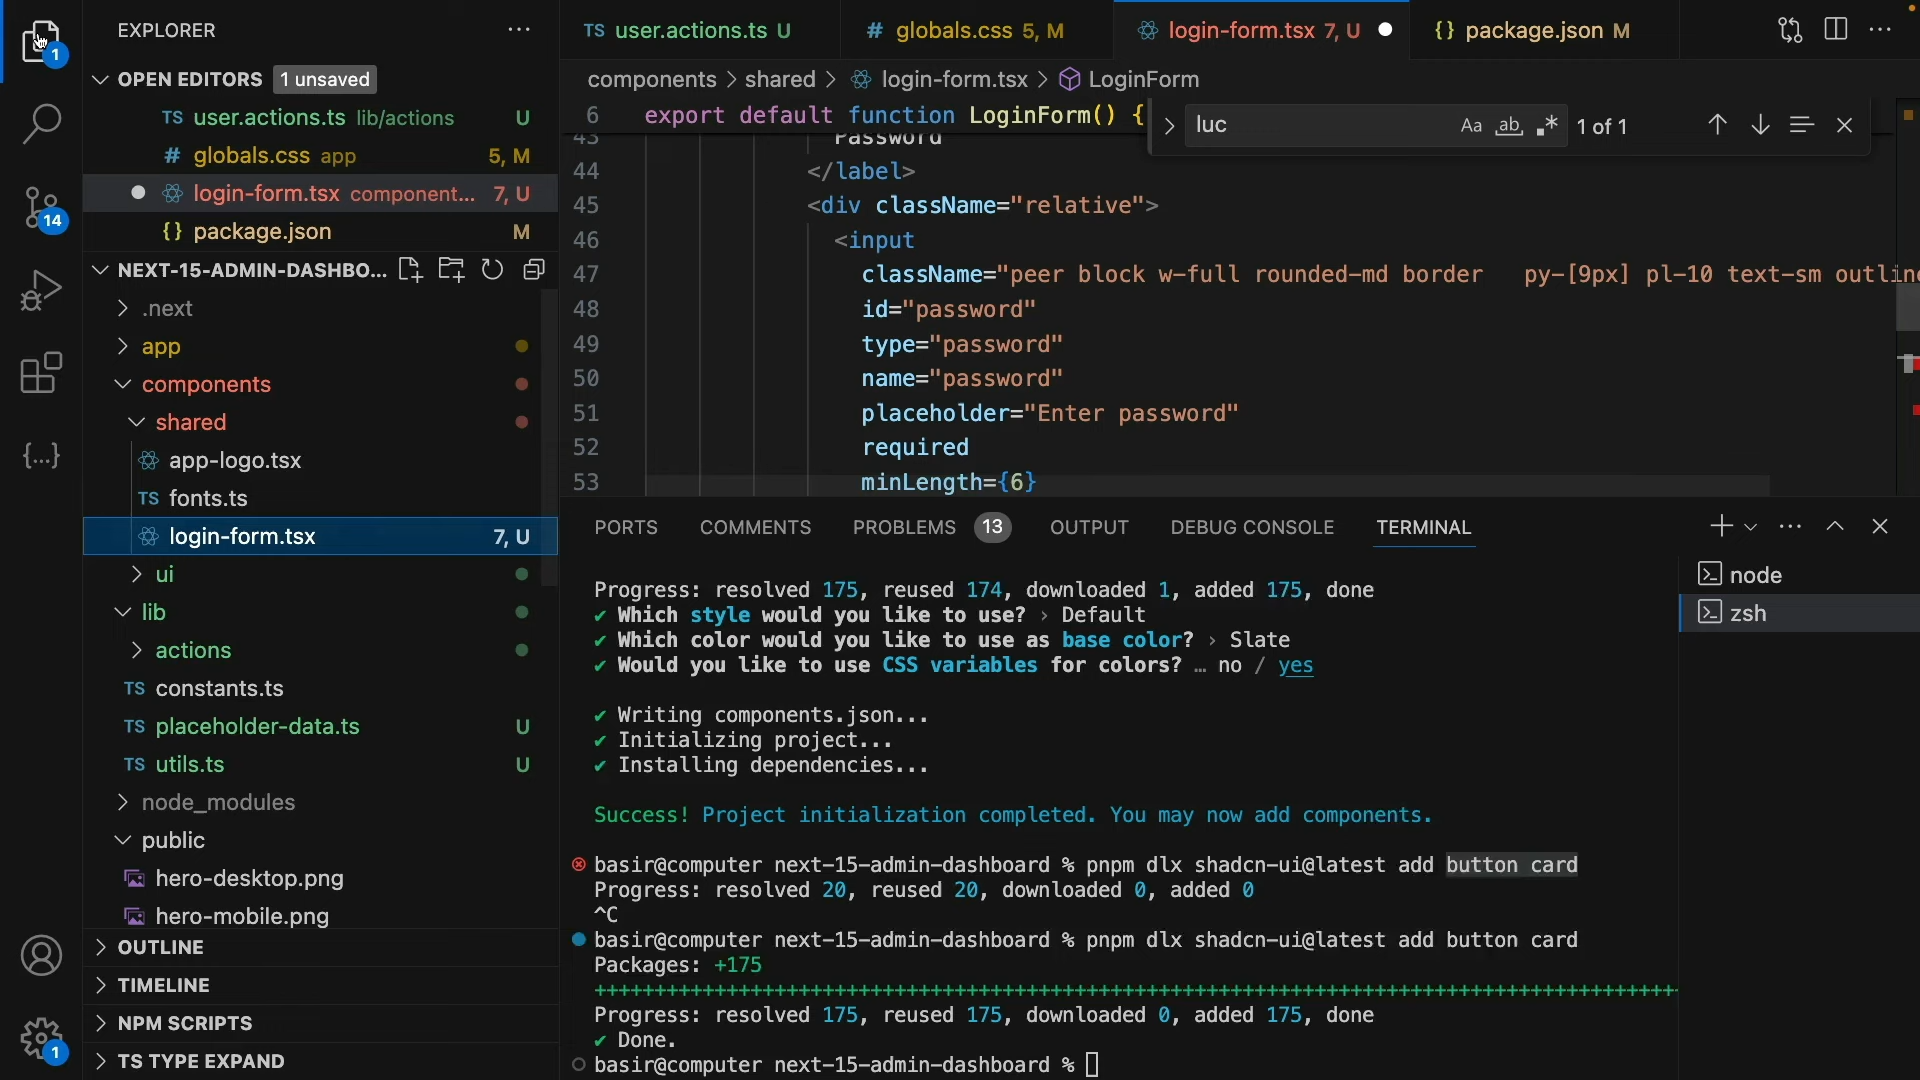 EXPLORER
OPEN EDITORS 1 unsaved
TS user.actions.ts lib/actions U
# globals.css app 5, M
login-form.tsx component... 7, U
{} package.json M
NEXT-15-ADMIN-DASHBO...
.next
app
components
shared
app-logo.tsx
TS fonts.ts
login-form.tsx 7, U
ui
lib
actions
TS constants.ts
TS placeholder-data.ts U
TS utils.ts U
node_modules
public
hero-desktop.png
hero-mobile.png
OUTLINE
TIMELINE
NPM SCRIPTS
TS TYPE EXPAND
1
14
{...}
1
TS user.actions.ts U
# globals.css 5, M
login-form.tsx 7, U
{} package.json M
components > shared > login-form.tsx > LoginForm
6 export default function LoginForm() {
luc Aa ab 1 of 1
43 Password
44 </label>
45 <div className="relative">
46 <input
47 className="peer block w-full rounded-md border py-[9px] pl-10 text-sm outline
48 id="password"
49 type="password"
50 name="password"
51 placeholder="Enter password"
52 required
53 minLength={6}
PORTS COMMENTS PROBLEMS 13 OUTPUT DEBUG CONSOLE TERMINAL
node
zsh
Progress: resolved 175, reused 174, downloaded 1, added 175, done
✔ Which style would you like to use? › Default
✔ Which color would you like to use as base color? › Slate
✔ Would you like to use CSS variables for colors? … no / yes
✔ Writing components.json...
✔ Initializing project...
✔ Installing dependencies...
Success! Project initialization completed. You may now add components.
basir@computer next-15-admin-dashboard % pnpm dlx shadcn-ui@latest add button card
Progress: resolved 20, reused 20, downloaded 0, added 0
^C
basir@computer next-15-admin-dashboard % pnpm dlx shadcn-ui@latest add button card
Packages: +175
++++++++++++++++++++++++++++++++++++++++++++++++++++++++++++++++++++++++++++++++++++++++++
Progress: resolved 175, reused 175, downloaded 0, added 175, done
✔ Done.
basir@computer next-15-admin-dashboard %